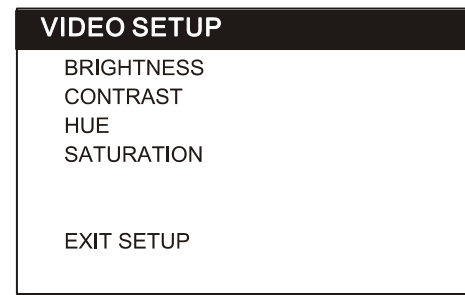 VIDEO SETUP
BRIGHTNESS
CONTRAST
HUE
SATURATION
EXIT SETUP